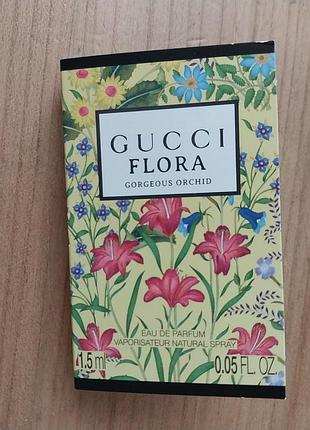 GUCCI
FLORA
GORGEOUS ORCHID
EAU DE PARFUM
VAPORISATEUR NATURAL SPRAY
1.5 ml 0.05 FL. OZ.